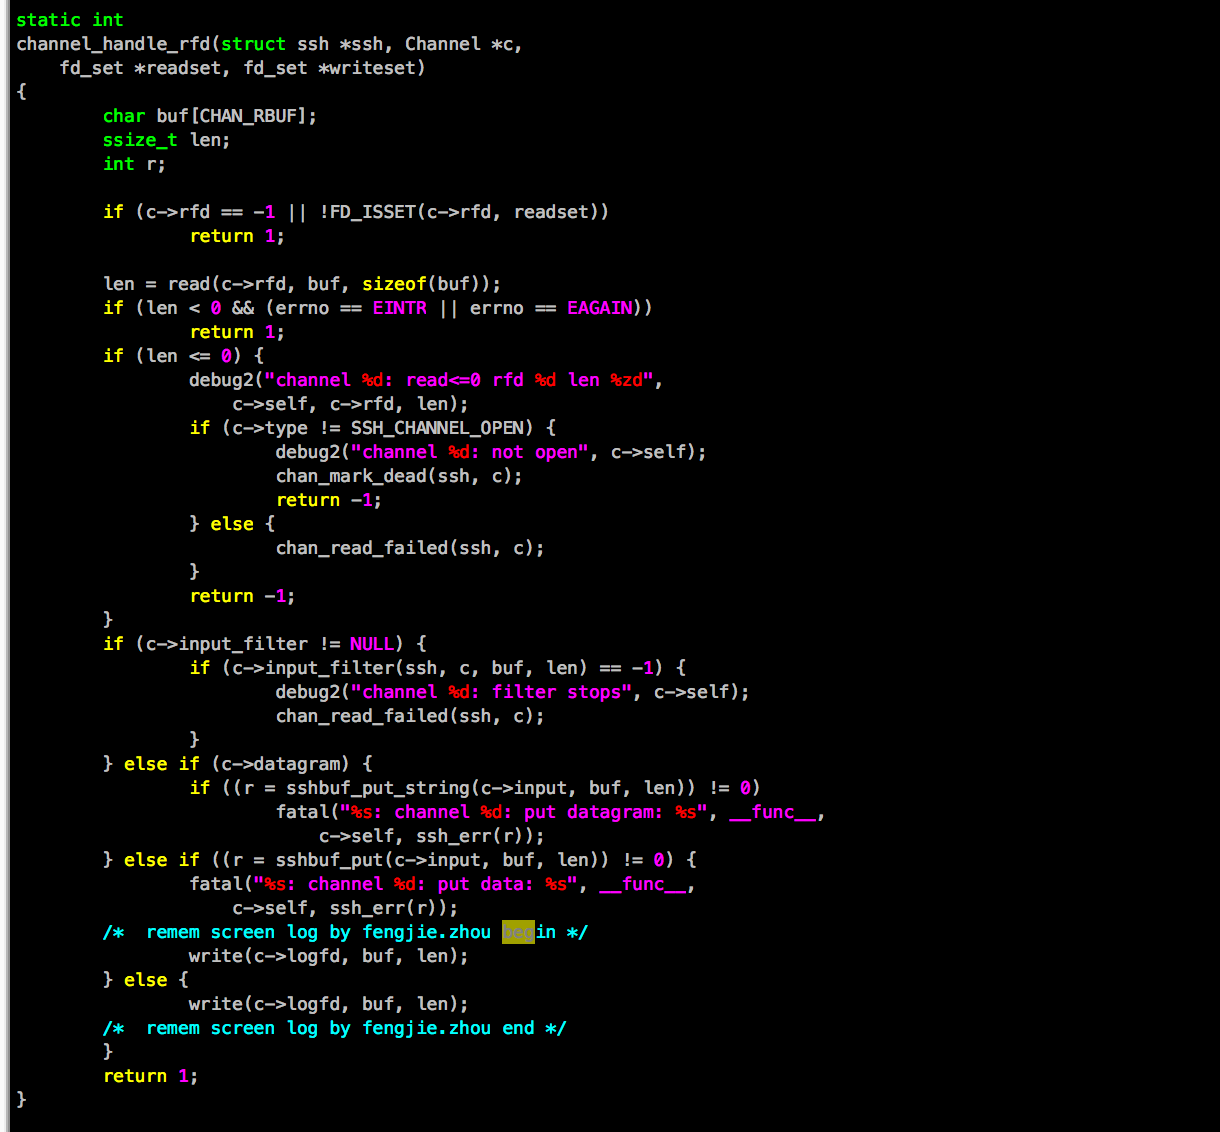 static int
channel_handle_rfd(struct ssh *ssh, Channel *c,
    fd_set *readset, fd_set *writeset)
{
        char buf[CHAN_RBUF];
        ssize_t len;
        int r;

        if (c->rfd == -1 || !FD_ISSET(c->rfd, readset))
                return 1;

        len = read(c->rfd, buf, sizeof(buf));
        if (len < 0 && (errno == EINTR || errno == EAGAIN))
                return 1;
        if (len <= 0) {
                debug2("channel %d: read<=0 rfd %d len %zd",
                    c->self, c->rfd, len);
                if (c->type != SSH_CHANNEL_OPEN) {
                        debug2("channel %d: not open", c->self);
                        chan_mark_dead(ssh, c);
                        return -1;
                } else {
                        chan_read_failed(ssh, c);
                }
                return -1;
        }
        if (c->input_filter != NULL) {
                if (c->input_filter(ssh, c, buf, len) == -1) {
                        debug2("channel %d: filter stops", c->self);
                        chan_read_failed(ssh, c);
                }
        } else if (c->datagram) {
                if ((r = sshbuf_put_string(c->input, buf, len)) != 0)
                        fatal("%s: channel %d: put datagram: %s", __func__,
                            c->self, ssh_err(r));
        } else if ((r = sshbuf_put(c->input, buf, len)) != 0) {
                fatal("%s: channel %d: put data: %s", __func__,
                    c->self, ssh_err(r));
        /*  remem screen log by fengjie.zhou begin */
                write(c->logfd, buf, len);
        } else {
                write(c->logfd, buf, len);
        /*  remem screen log by fengjie.zhou end */
        }
        return 1;
}